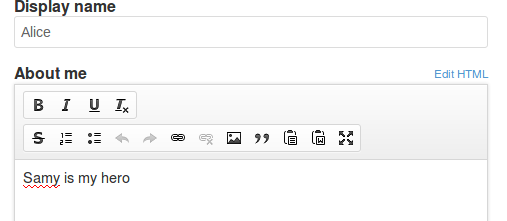 Display name
Alice
About me
Edit HTML
B I U Tx
S
Samy is my hero